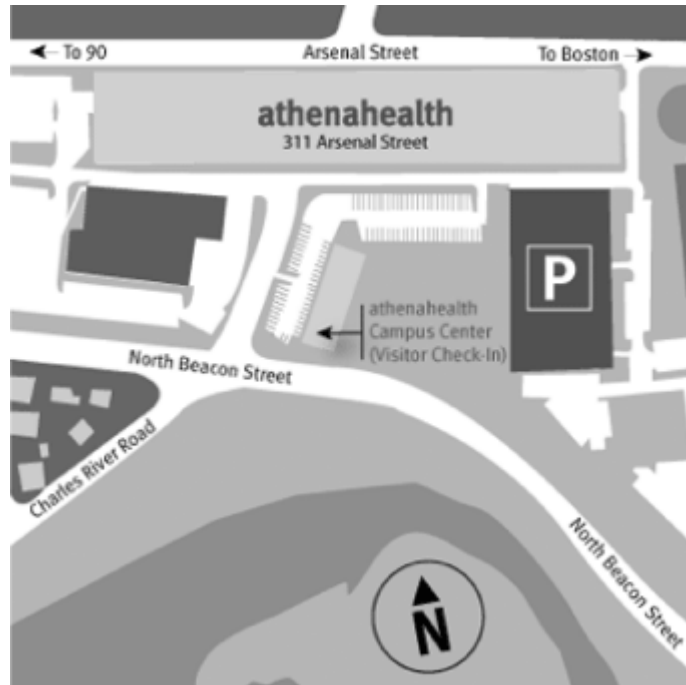 To 90
Arsenal Street
To Boston
athenahealth
311 Arsenal Street
P
athenahealth
Campus Center
(Visitor Check-In)
North Beacon Street
Charles River Road
North Beacon Street
N